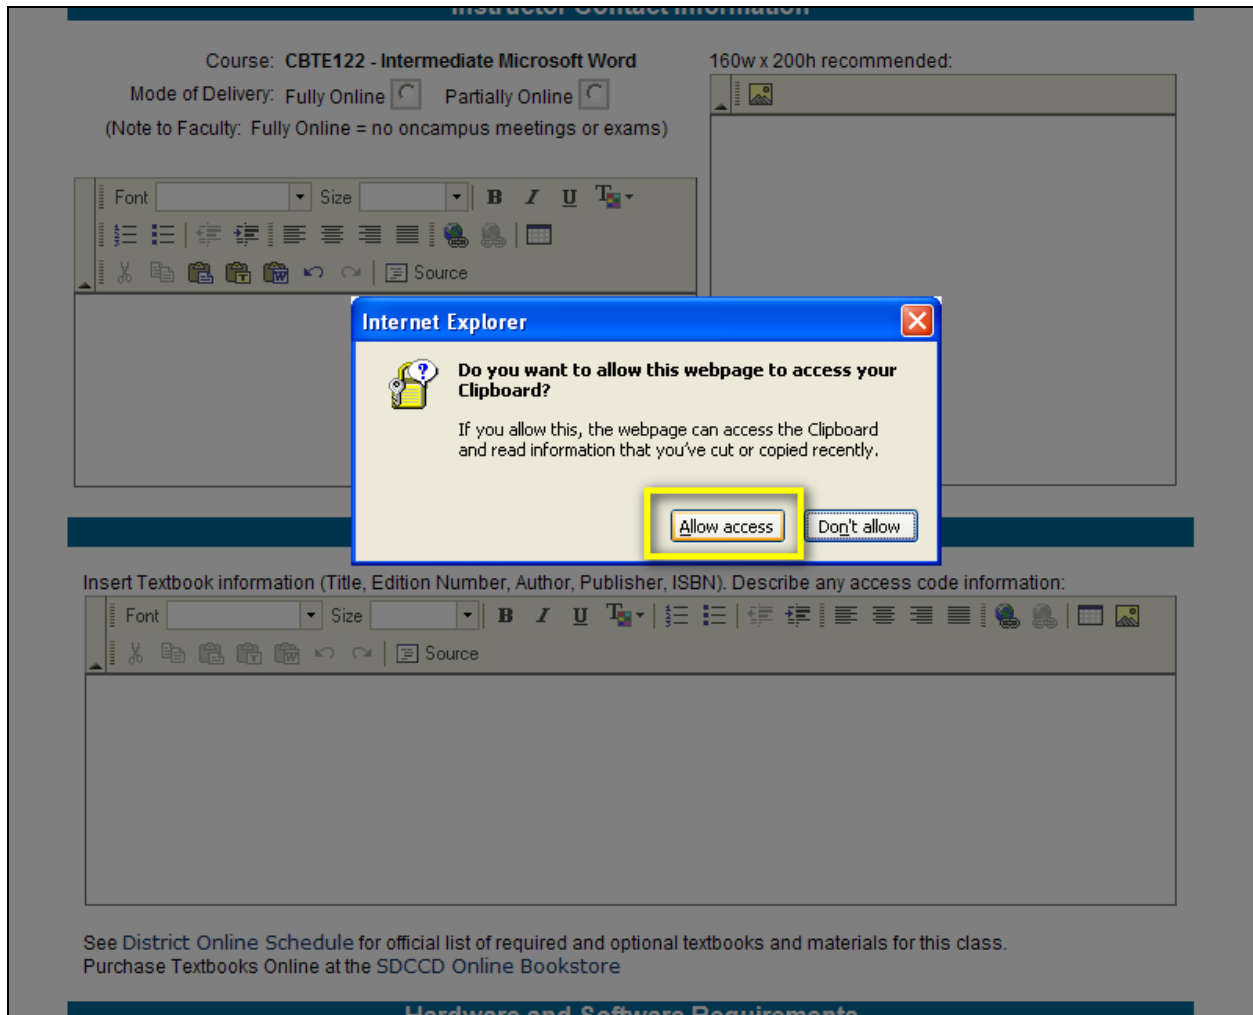 Instructor Contact Information
Course: CBTE122 - Intermediate Microsoft Word
160w x 200h recommended:
Mode of Delivery: Fully Online Partially Online
(Note to Faculty: Fully Online = no oncampus meetings or exams)
Font Size B I U T
Source
Internet Explorer
Do you want to allow this webpage to access your
Clipboard?
If you allow this, the webpage can access the Clipboard
and read information that you've cut or copied recently.
Allow access Don't allow
Insert Textbook information (Title, Edition Number, Author, Publisher, ISBN). Describe any access code information:
Font Size B I U T
Source
See District Online Schedule for official list of required and optional textbooks and materials for this class.
Purchase Textbooks Online at the SDCCD Online Bookstore
Hardware and Software Requirements